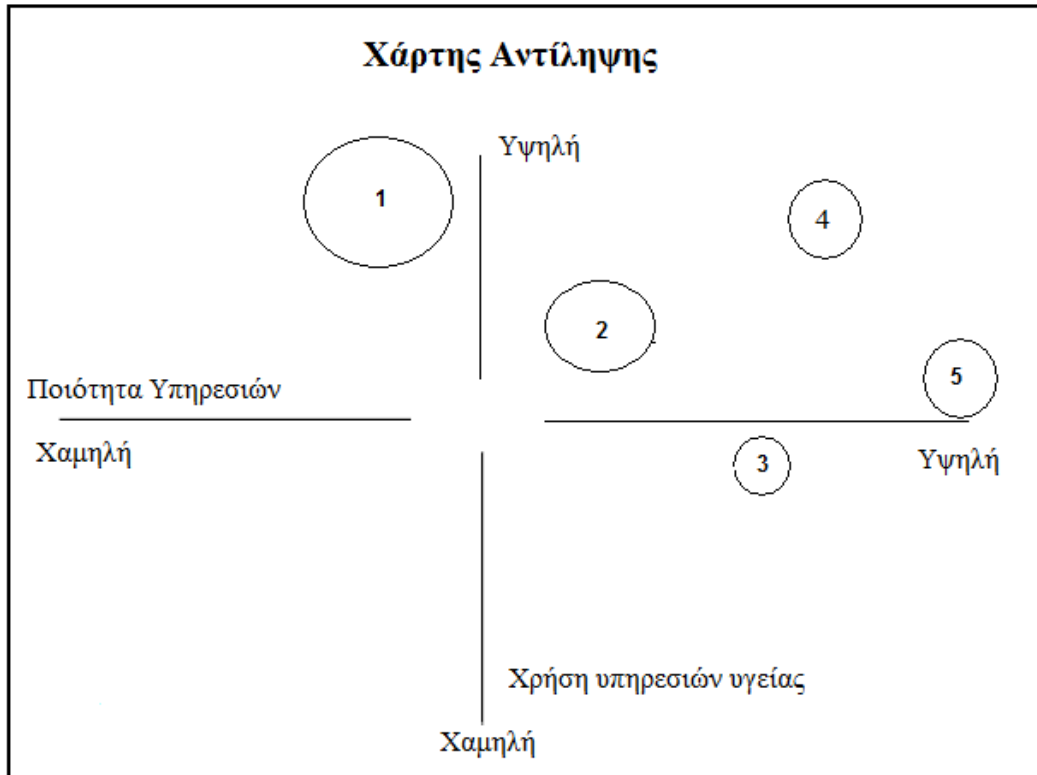 Χάρτης Αντίληψης
Υψηλή
1
4
2
5
Ποιότητα Υπηρεσιών
Χαμηλή
3
Υψηλή
Χρήση υπηρεσιών υγείας
Χαμηλή